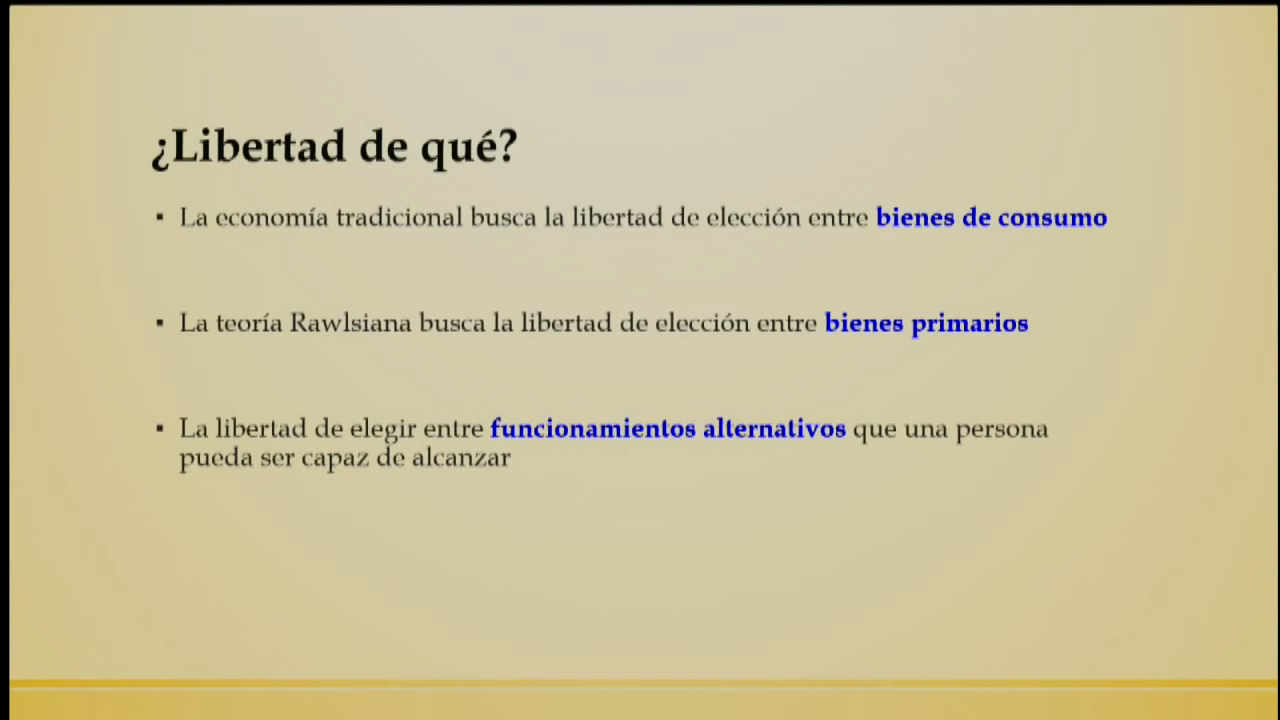 ¿Libertad de qué?
▪ La economía tradicional busca la libertad de elección entre bienes de consumo
▪ La teoría Rawlsiana busca la libertad de elección entre bienes primarios
▪ La libertad de elegir entre funcionamientos alternativos que una persona
pueda ser capaz de alcanzar